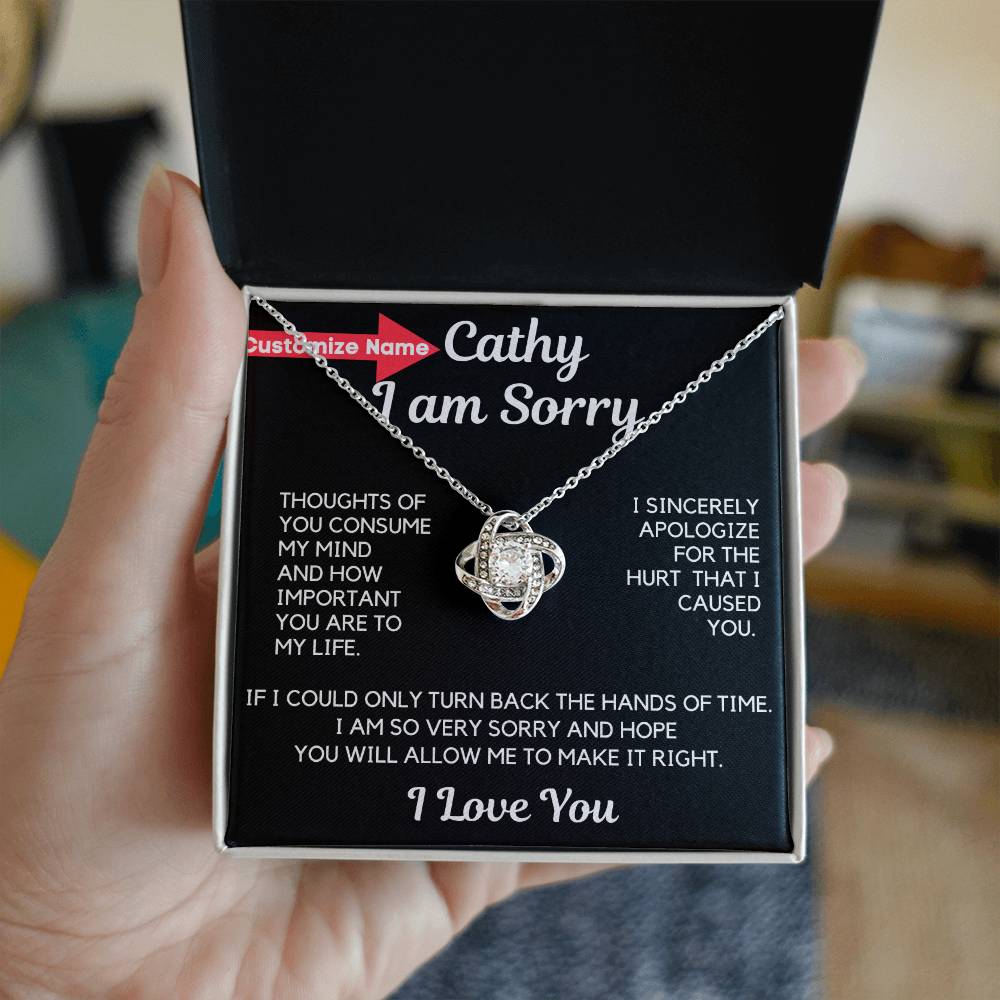 Customize Name
Cathy
I am Sorry
THOUGHTS OF
YOU CONSUME
MY MIND
AND HOW
IMPORTANT
YOU ARE TO
MY LIFE.
I SINCERELY
APOLOGIZE
FOR THE
HURT THAT I
CAUSED
YOU.
IF I COULD ONLY TURN BACK THE HANDS OF TIME.
I AM SO VERY SORRY AND HOPE
YOU WILL ALLOW ME TO MAKE IT RIGHT.
I Love You